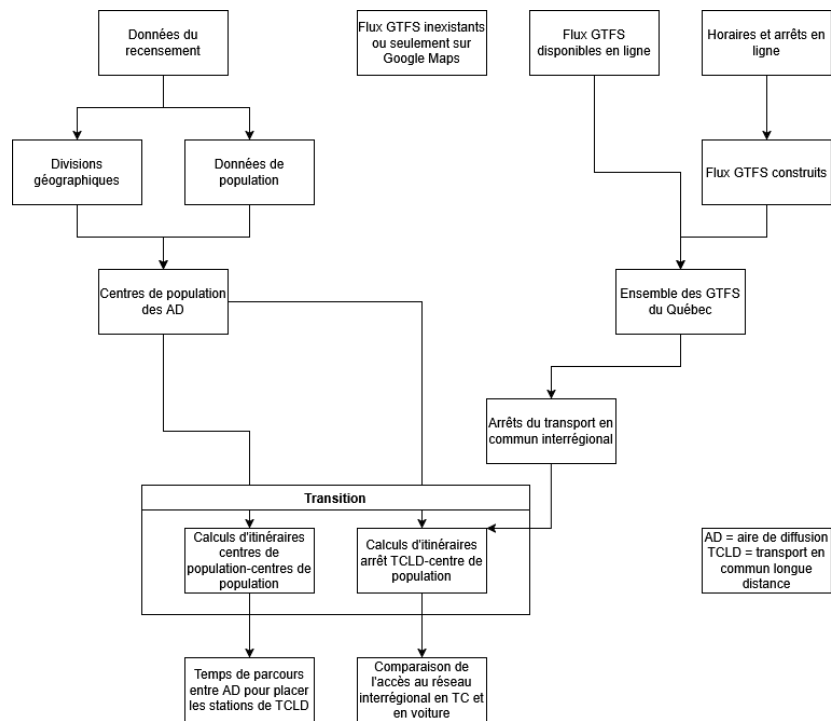 Données du
recensement
Flux GTFS inexistants
ou seulement sur
Google Maps
Flux GTFS
disponibles en ligne
Horaires et arrêts en
ligne
Divisions
géographiques
Données de
population
Flux GTFS construits
Centres de population
des AD
Ensemble des GTFS
du Québec
Arrêts du transport en
commun interrégional
Transition
Calculs d'itinéraires
centres de
population-centres de
population
Calculs d'itinéraires
arrêt TCLD-centre de
population
AD = aire de diffusion
TCLD = transport en
commun longue
distance
Temps de parcours
entre AD pour placer
les stations de TCLD
Comparaison de
l'accès au réseau
interrégional en TC et
en voiture